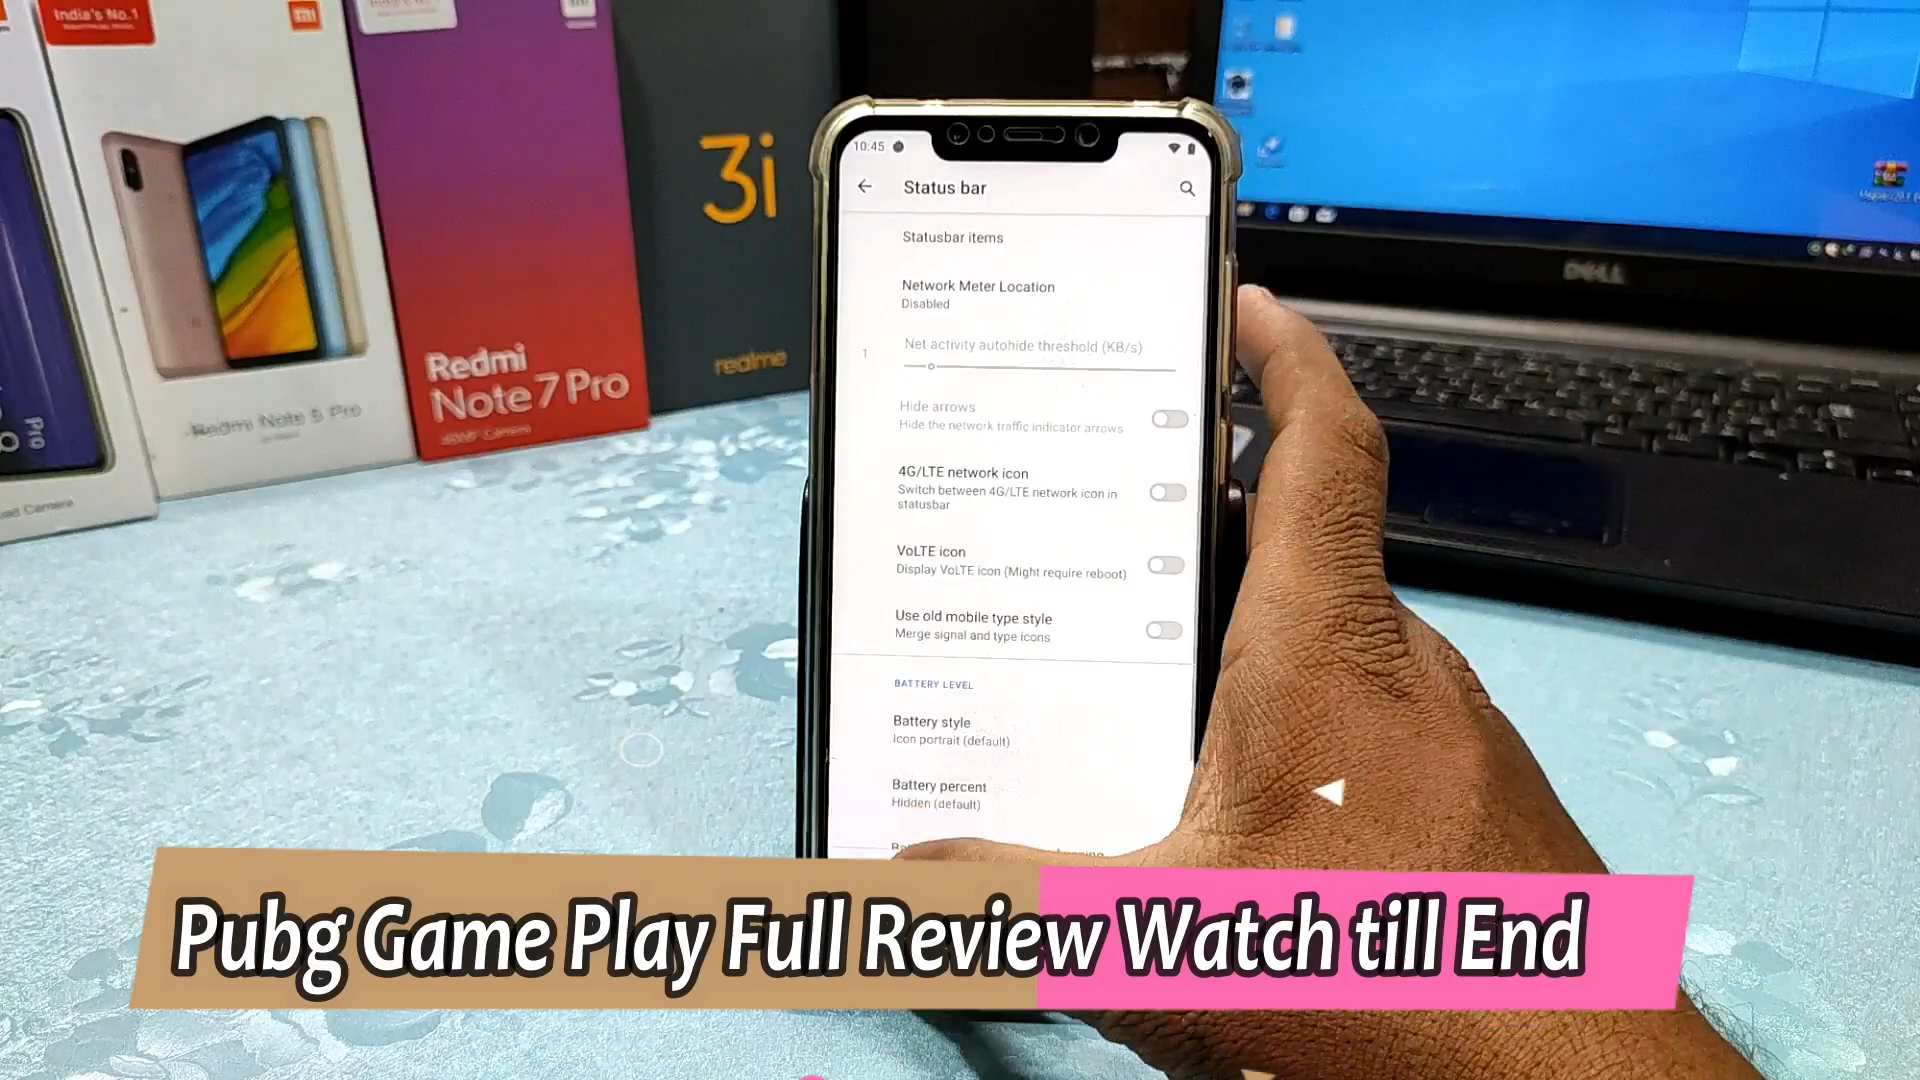 India's No.1
mi
Redmi Note 5 Pro
Pro
Redmi
Note 7 Pro
3i
realme
DELL
10:45
Status bar
Statusbar items
Network Meter Location
Disabled
1
Net activity autohide threshold (KB/s)
Hide arrows
Hide the network traffic indicator arrows
4G/LTE network icon
Switch between 4G/LTE network icon in
statusbar
VoLTE icon
Display VoLTE icon (Might require reboot)
Use old mobile type style
Merge signal and type icons
BATTERY LEVEL
Battery style
Icon portrait (default)
Battery percent
Hidden (default)
Pubg Game Play Full Review Watch till End